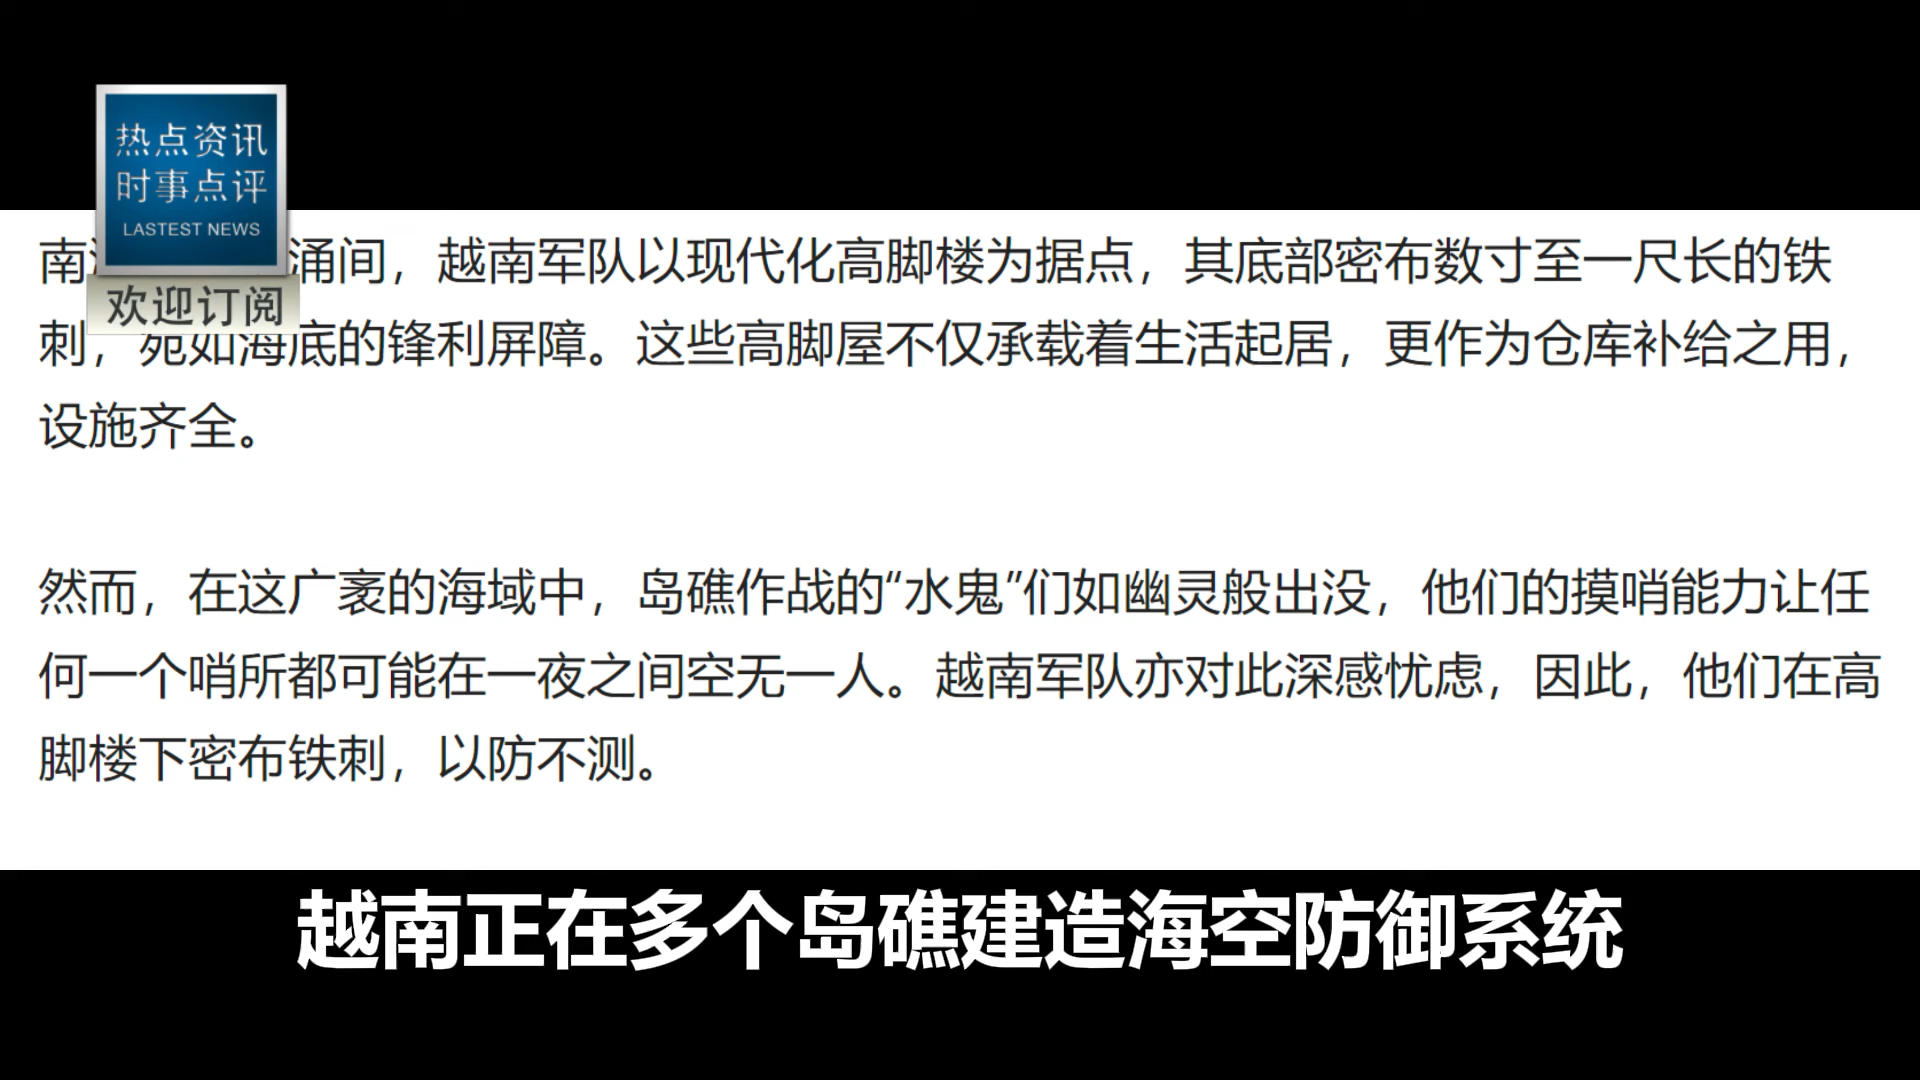 热点资讯
时事点评
LASTEST NEWS
欢迎订阅
南 涌间，越南军队以现代化高脚楼为据点，其底部密布数寸至一尺长的铁
刺，宛如海底的锋利屏障。这些高脚屋不仅承载着生活起居，更作为仓库补给之用，
设施齐全。
然而，在这广袤的海域中，岛礁作战的“水鬼”们如幽灵般出没，他们的摸哨能力让任
何一个哨所都可能在一夜之间空无一人。越南军队亦对此深感忧虑，因此，他们在高
脚楼下密布铁刺，以防不测。
越南正在多个岛礁建造海空防御系统